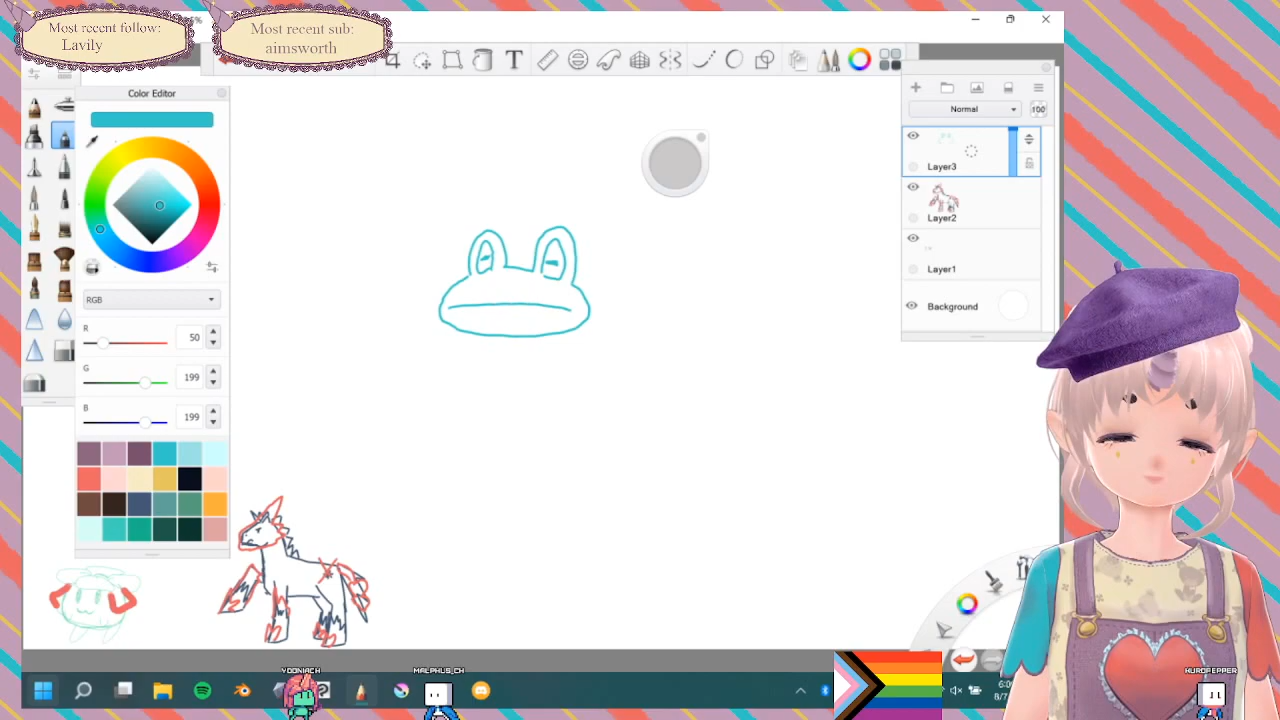 Most recent follow:
Lavily
Most recent sub:
aimsworth
T
Color Editor
RGB
R
50
G
199
B
199
Normal
100
Layer3
Layer2
Layer1
Background
YOONIACH
MALPHUS_CH
KUROPEPPER